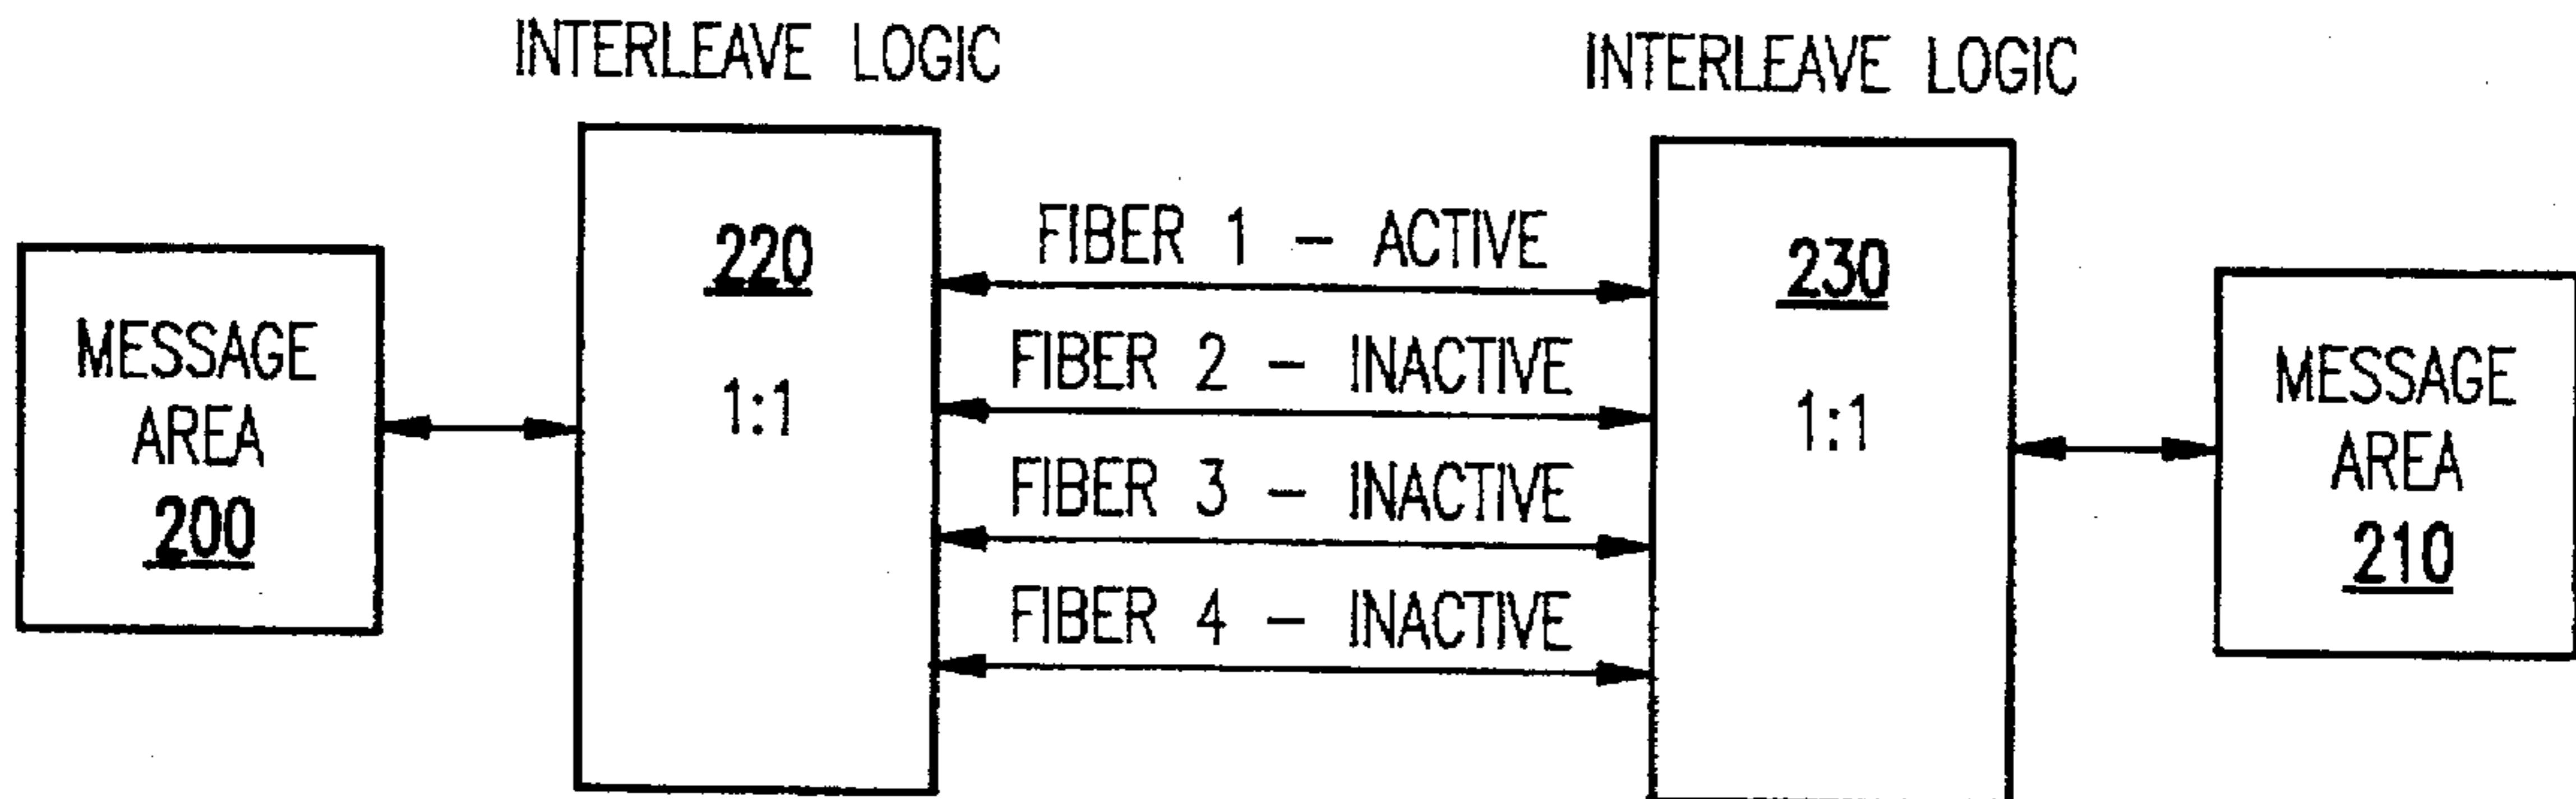 INTERLEAVE LOGIC
INTERLEAVE LOGIC
MESSAGE
AREA
200
220
1:1
FIBER 1 – ACTIVE
FIBER 2 – INACTIVE
FIBER 3 – INACTIVE
FIBER 4 – INACTIVE
230
1:1
MESSAGE
AREA
210